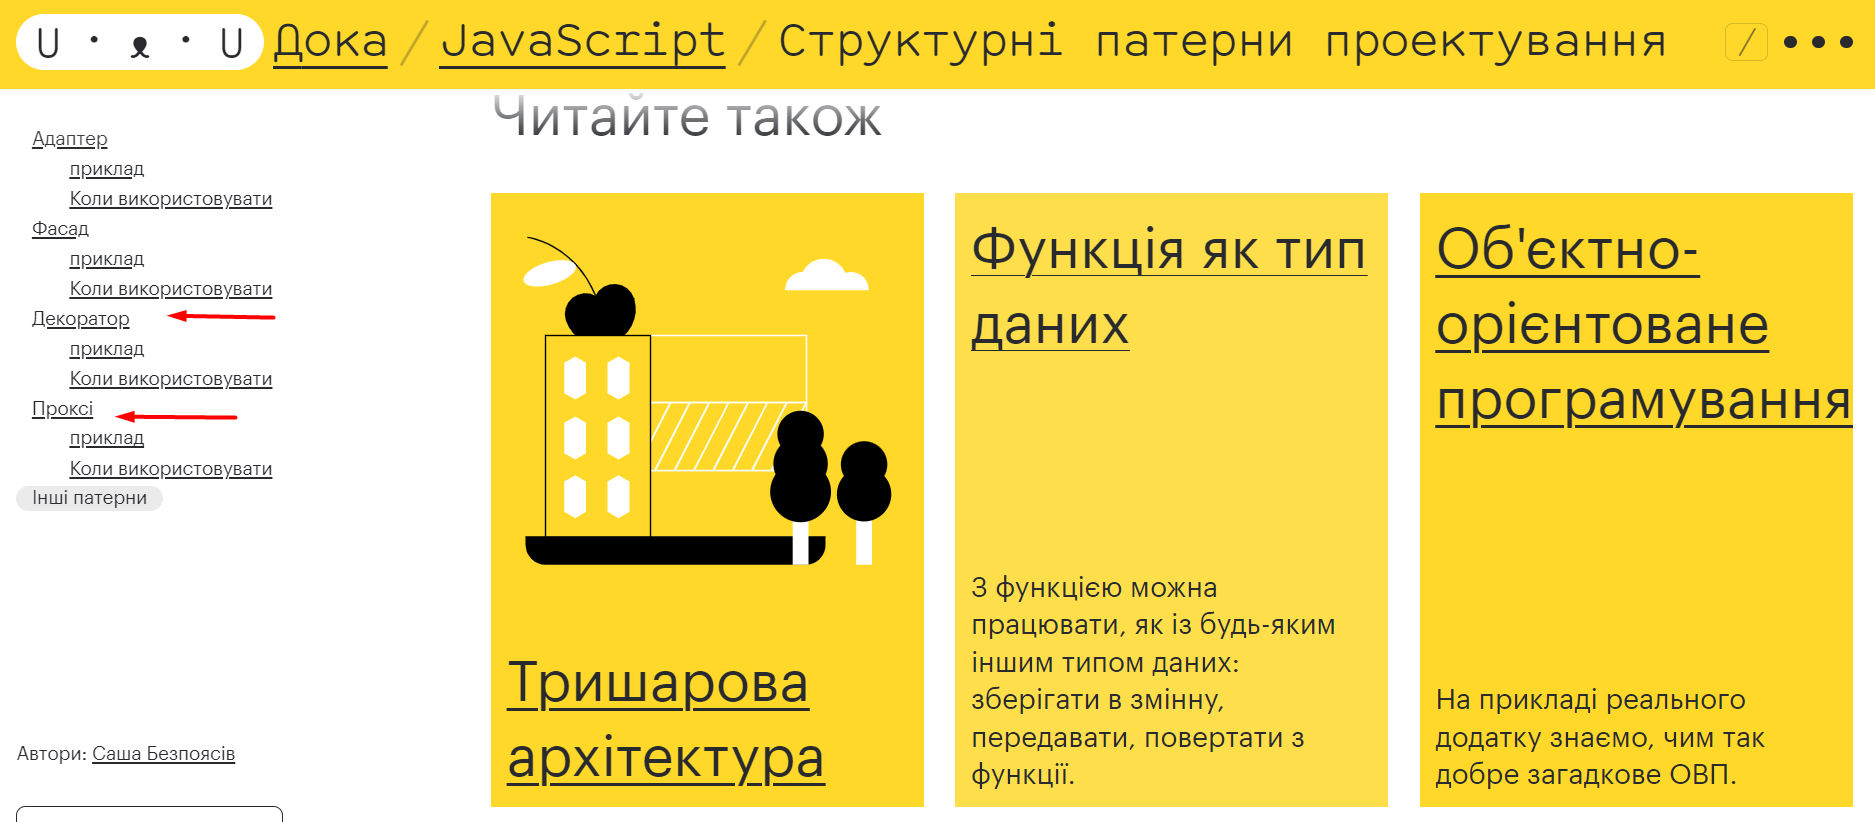 Дока / JavaScript / Структурні патерни проектування /
Адаптер
приклад
Коли використовувати
Фасад
приклад
Коли використовувати
Декоратор
приклад
Коли використовувати
Проксі
приклад
Коли використовувати
Інші патерни
Автори: Саша Безпоясів
Читайте також
Тришарова
архітектура
Функція як тип
даних
З функцією можна
працювати, як із будь-яким
іншим типом даних:
зберігати в змінну,
передавати, повертати з
функції.
Об'єктно-
орієнтоване
програмування
На прикладі реального
додатку знаємо, чим так
добре загадкове ОВП.